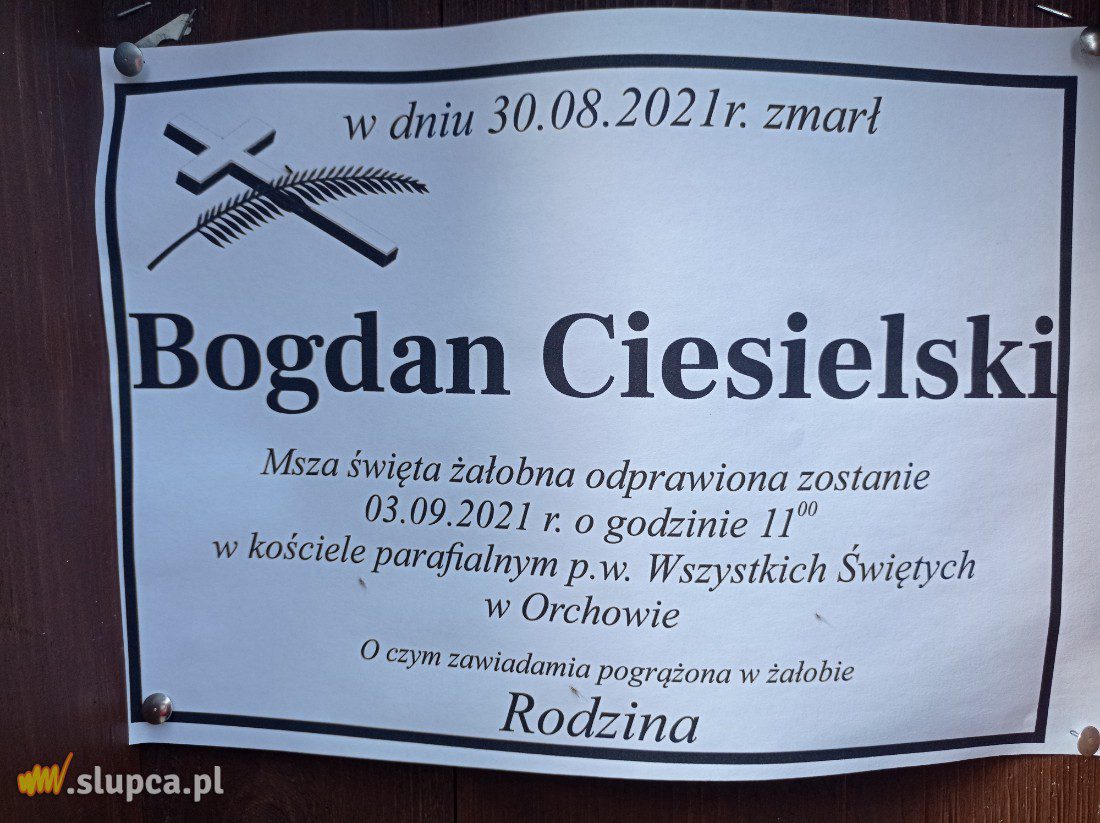 w dniu 30.08.2021r. zmarł
Bogdan Ciesielski
Msza święta żałobna odprawiona zostanie
03.09.2021 r. o godzinie 11⁰⁰
w kościele parafialnym p.w. Wszystkich Świętych
w Orchowie
O czym zawiadamia pogrążona w żałobie
Rodzina
www.slupca.pl